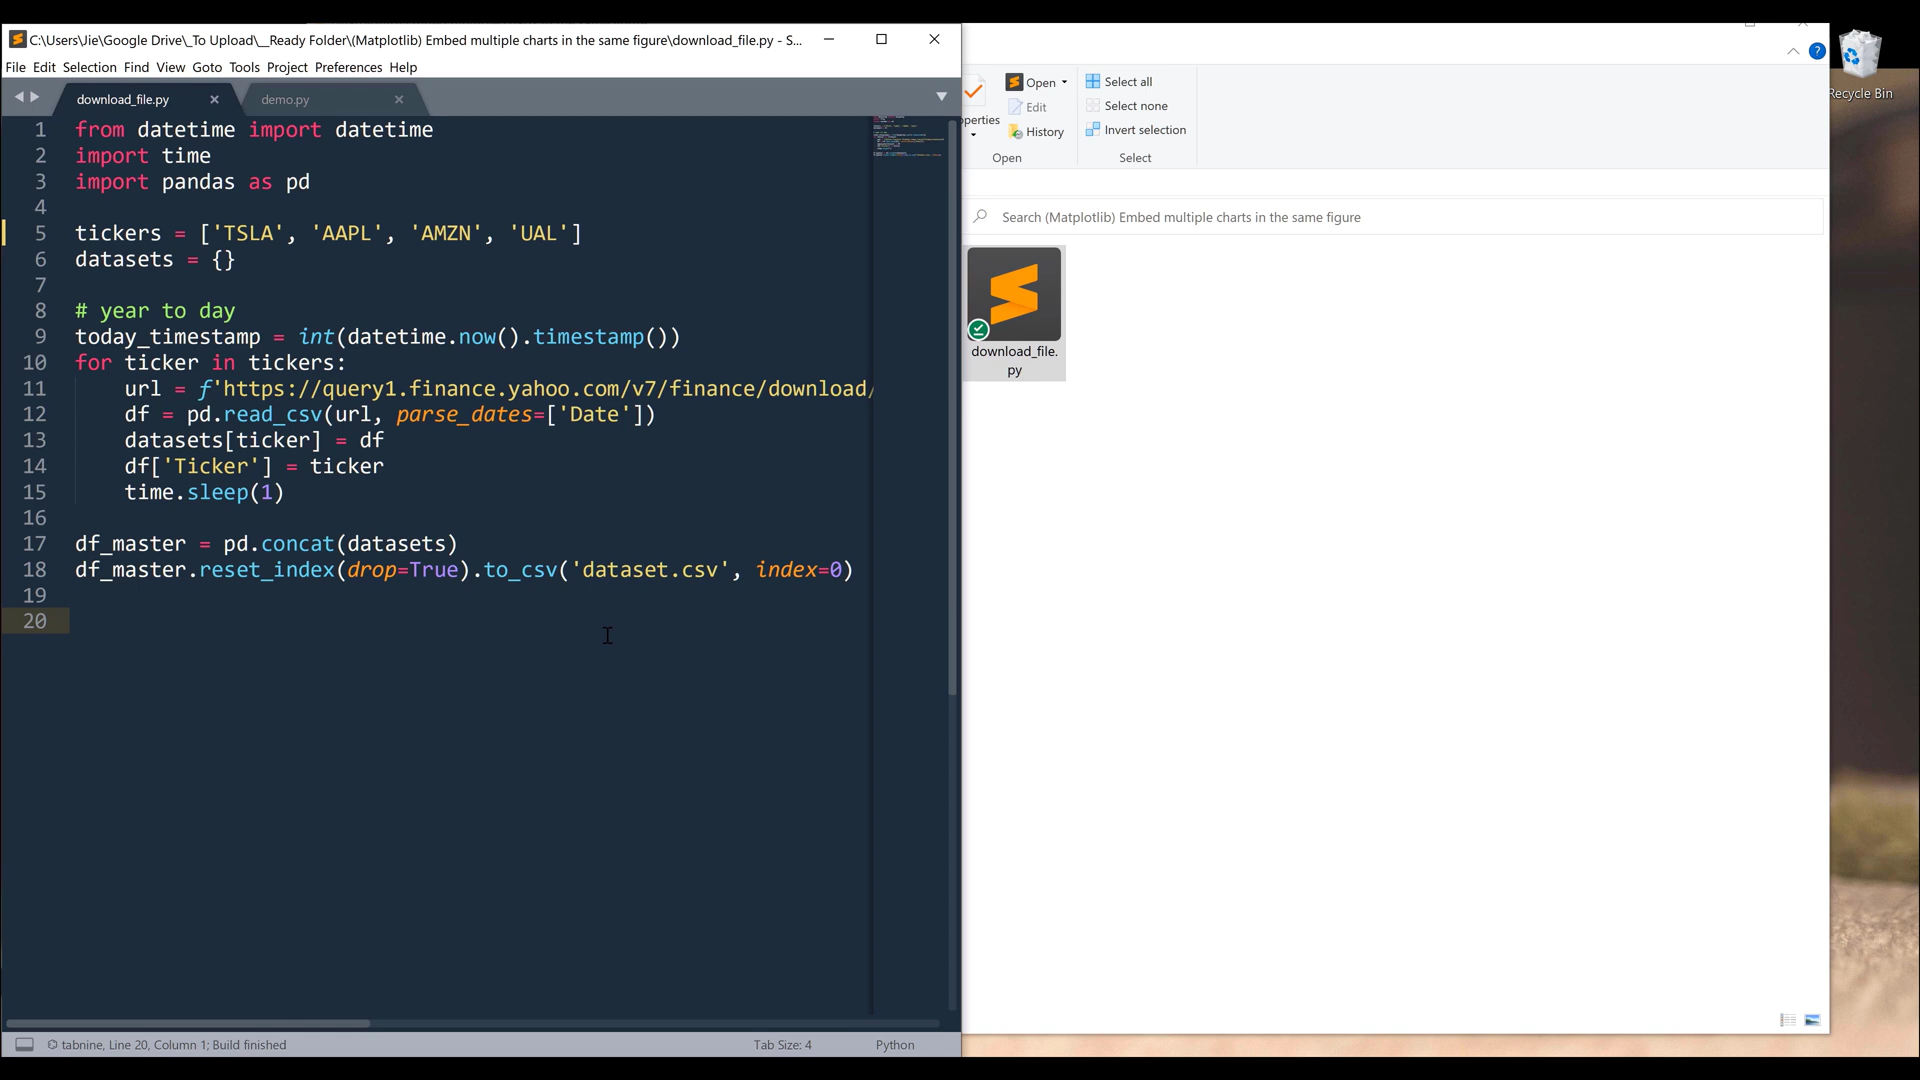 C:\Users\Jie\Google Drive\_To Upload\__Ready Folder\(Matplotlib) Embed multiple charts in the same figure\download_file.py - S...
File Edit Selection Find View Goto Tools Project Preferences Help
download_file.py
demo.py
1 from datetime import datetime
2 import time
3 import pandas as pd
4
5 tickers = ['TSLA', 'AAPL', 'AMZN', 'UAL']
6 datasets = {}
7
8 # year to day
9 today_timestamp = int(datetime.now().timestamp())
10 for ticker in tickers:
11 url = f'https://query1.finance.yahoo.com/v7/finance/download/
12 df = pd.read_csv(url, parse_dates=['Date'])
13 datasets[ticker] = df
14 df['Ticker'] = ticker
15 time.sleep(1)
16
17 df_master = pd.concat(datasets)
18 df_master.reset_index(drop=True).to_csv('dataset.csv', index=0)
19
20
tabnine, Line 20, Column 1; Build finished
Tab Size: 4
Python
Open
Edit
History
perties
Open
Select all
Select none
Invert selection
Select
?
Search (Matplotlib) Embed multiple charts in the same figure
download_file.
py
Recycle Bin